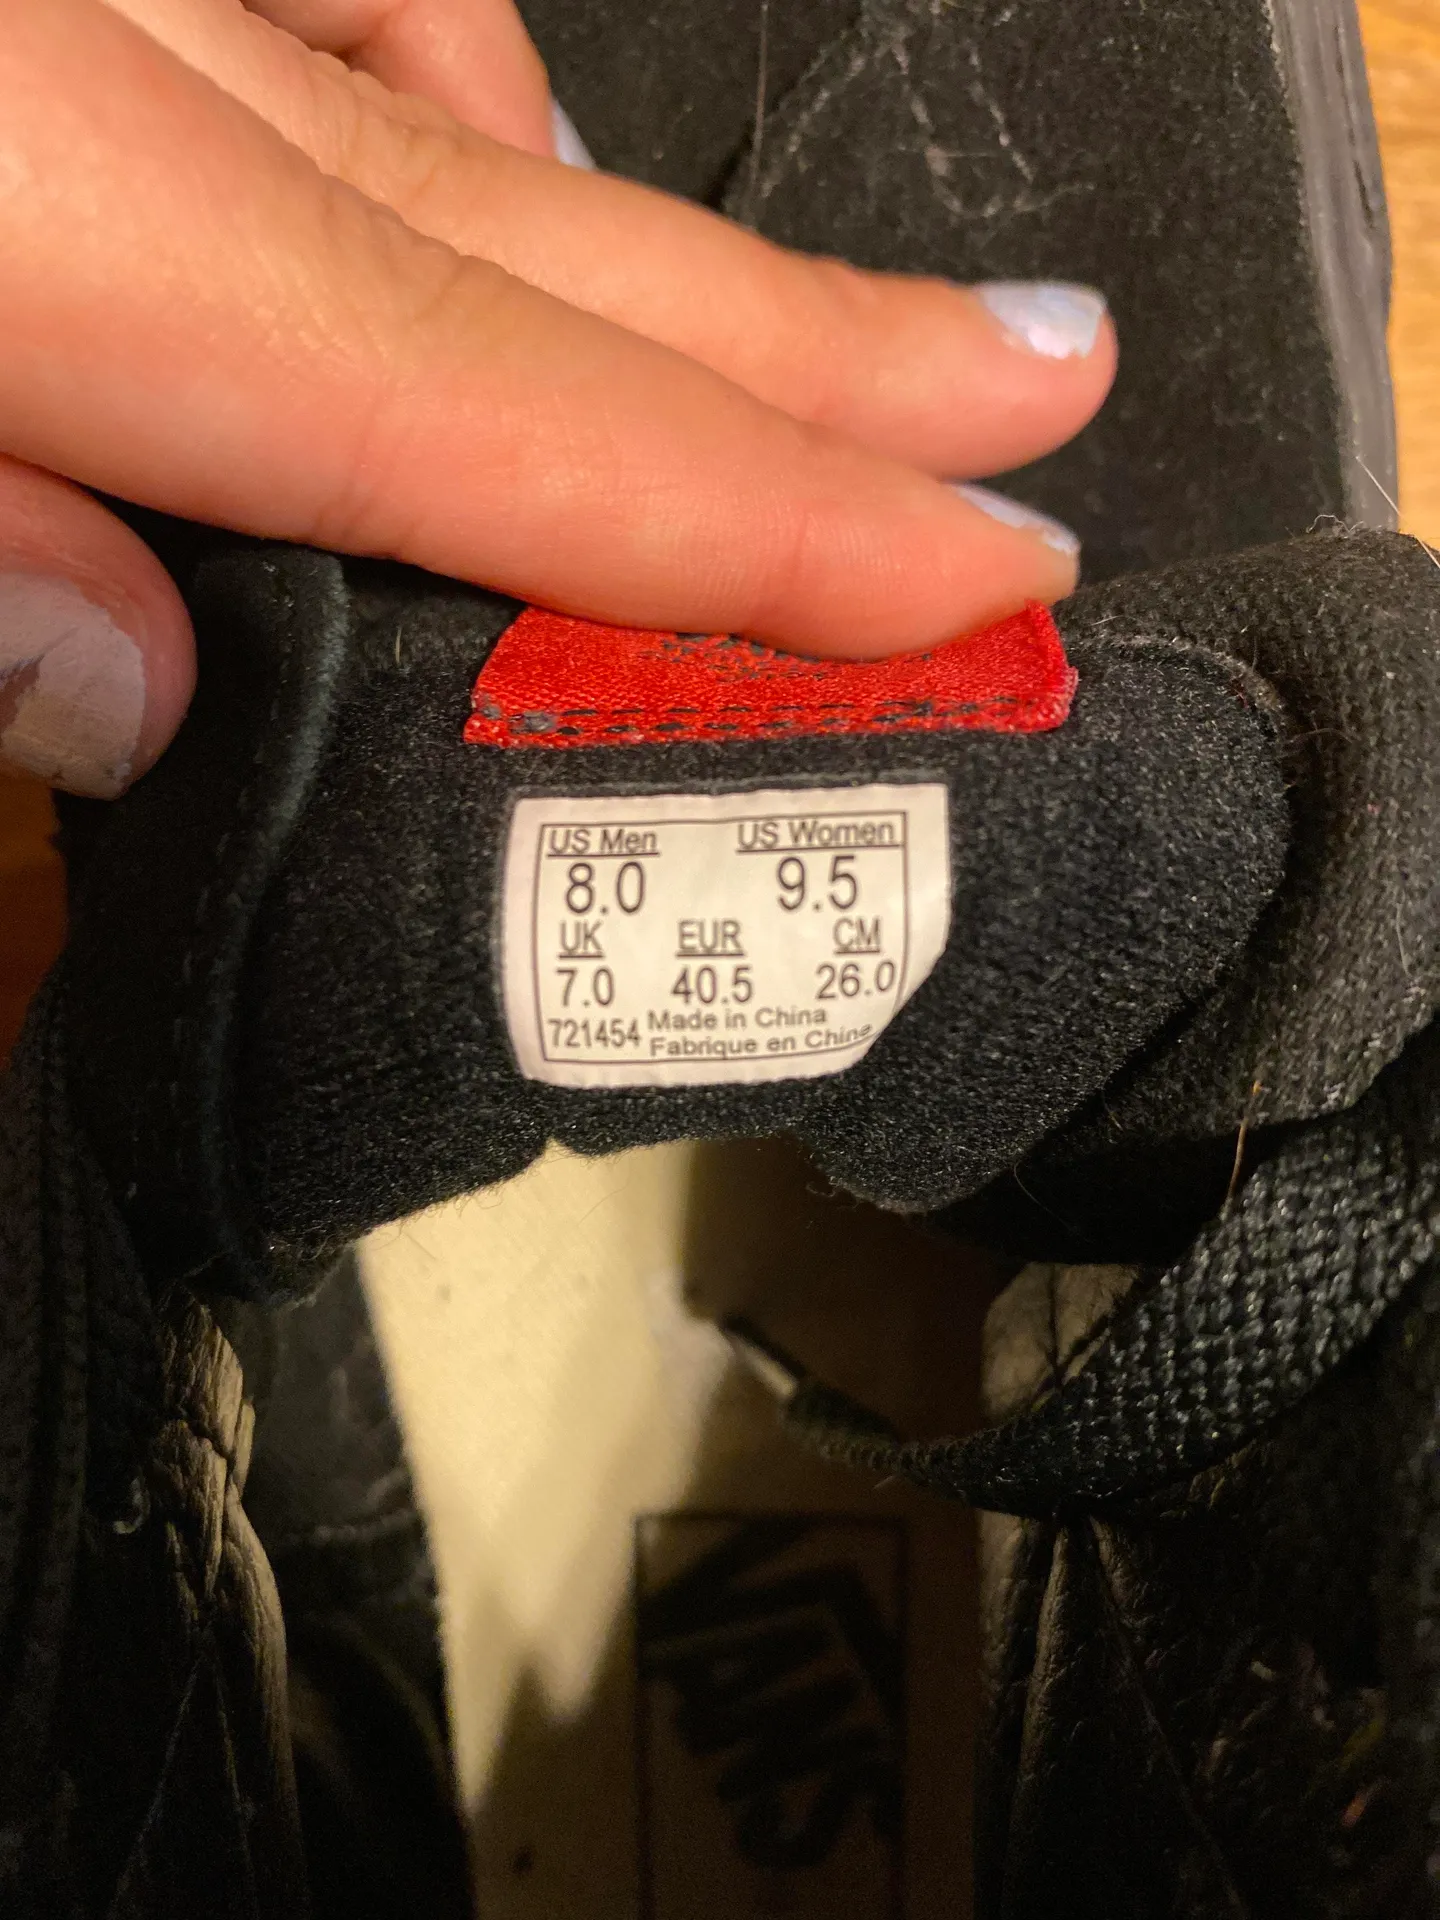 US Men US Women
8.0 9.5
UK EUR CM
7.0 40.5 26.0
721454 Made in China
Fabrique en Chine
VANS